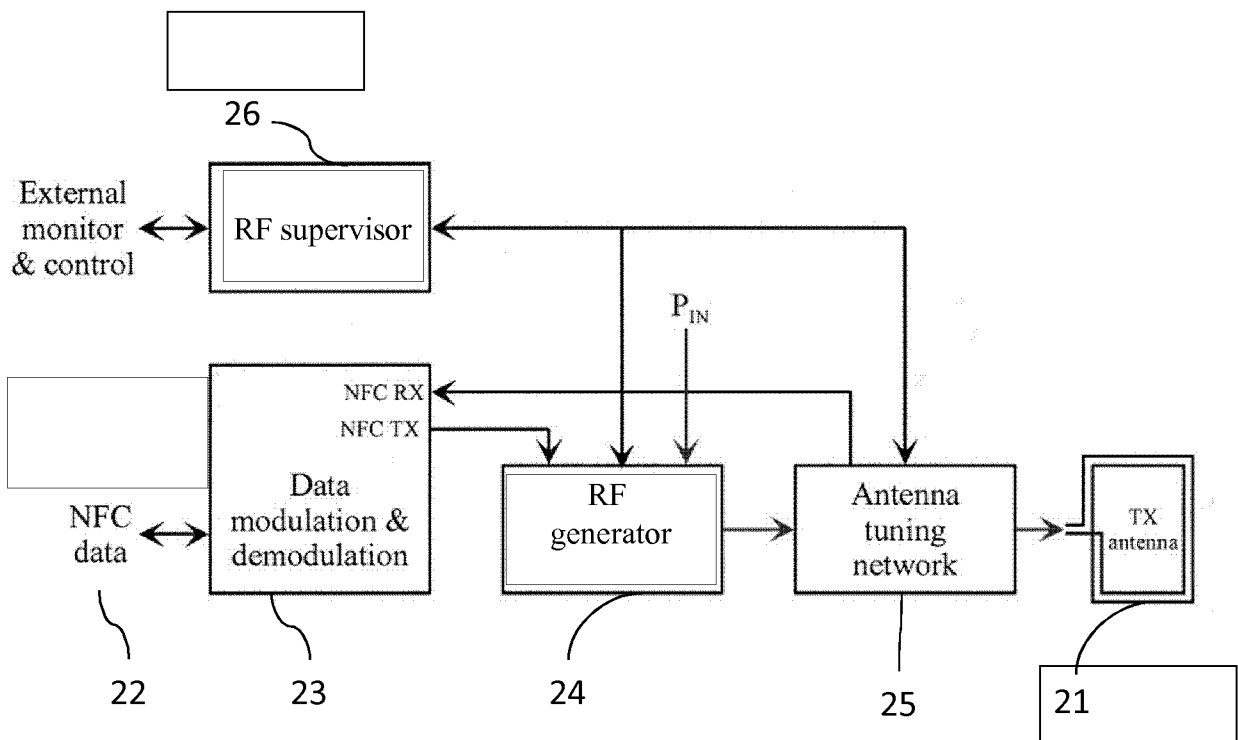 26
External
monitor
& control
RF supervisor
P_IN
NFC RX
NFC TX
Data
modulation &
demodulation
NFC
data
RF
generator
Antenna
tuning
network
TX
antenna
22
23
24
25
21